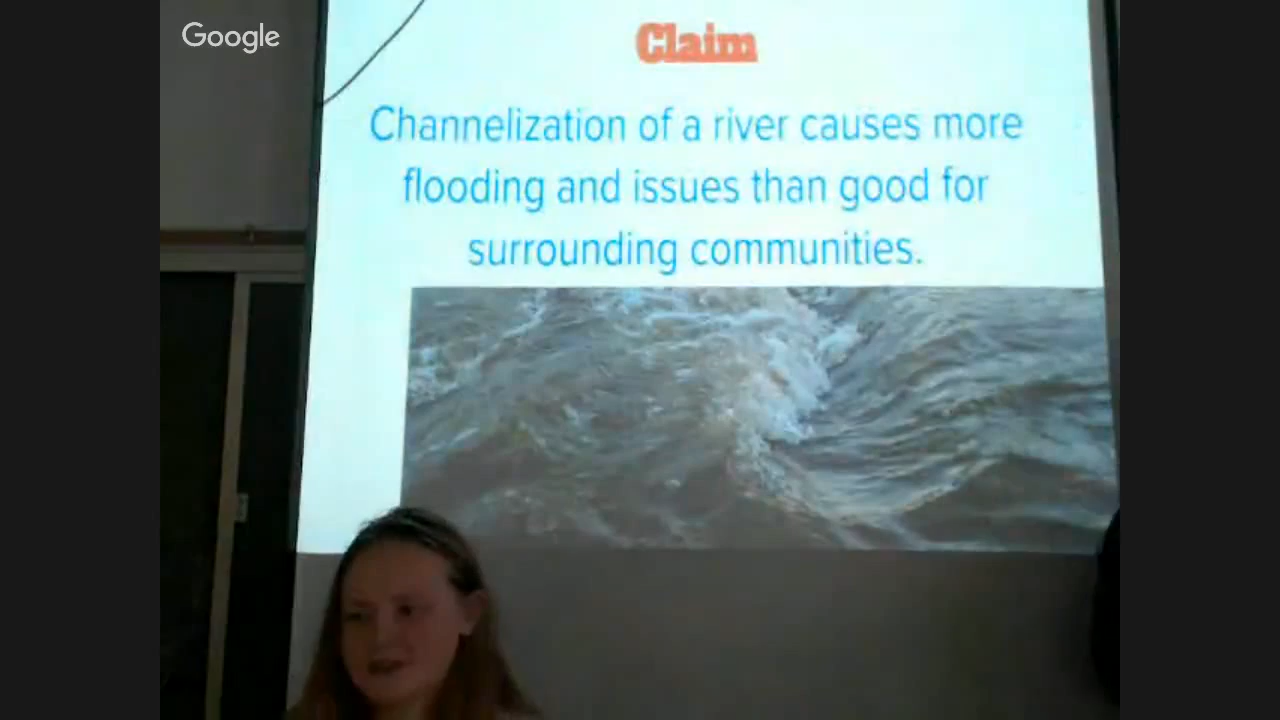 Google
Claim
Channelization of a river causes more
flooding and issues than good for
surrounding communities.